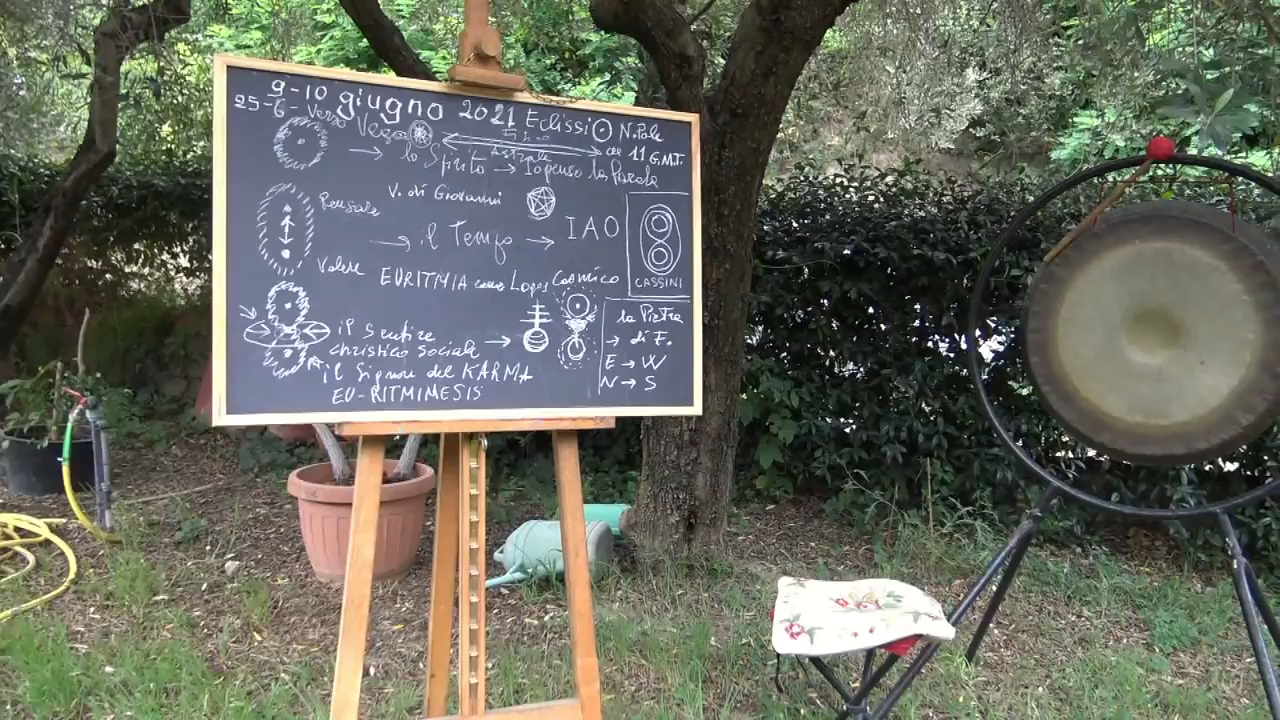 9-10 giugno 2021 Eclissi N. Pole
25-6- Verso Verso
ore 11 G.M.T.
Astrale
→ lo Spirito → Io penso la Parola
V. di Giovanni
Pensare
→ il Tempo → IAO
Volere
CASSINI
EURITMIA come Logos Cosmico
il Sentire
christico Sociale →
il Signore del KARMA
EU-RITMIMESIS
la Pietra
→ di F.
E → W
N → S